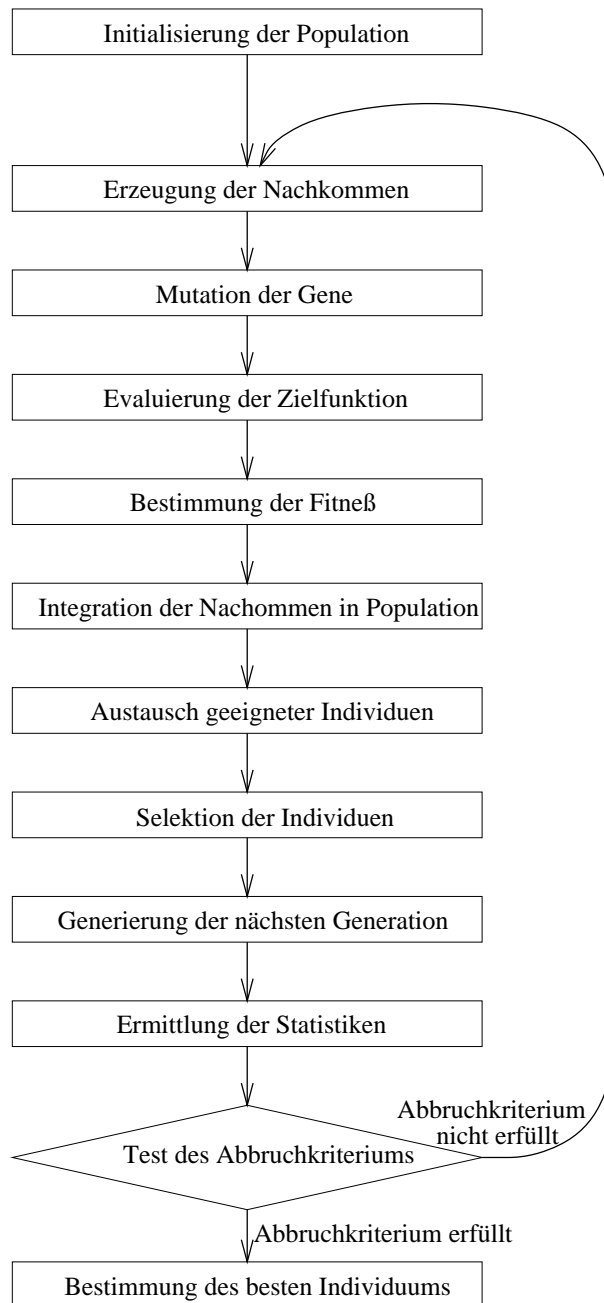 Initialisierung der Population
Erzeugung der Nachkommen
Mutation der Gene
Evaluierung der Zielfunktion
Bestimmung der Fitneß
Integration der Nachommen in Population
Austausch geeigneter Individuen
Selektion der Individuen
Generierung der nächsten Generation
Ermittlung der Statistiken
Abbruchkriterium
nicht erfüllt
Test des Abbruchkriteriums
Abbruchkriterium erfüllt
Bestimmung des besten Individuums